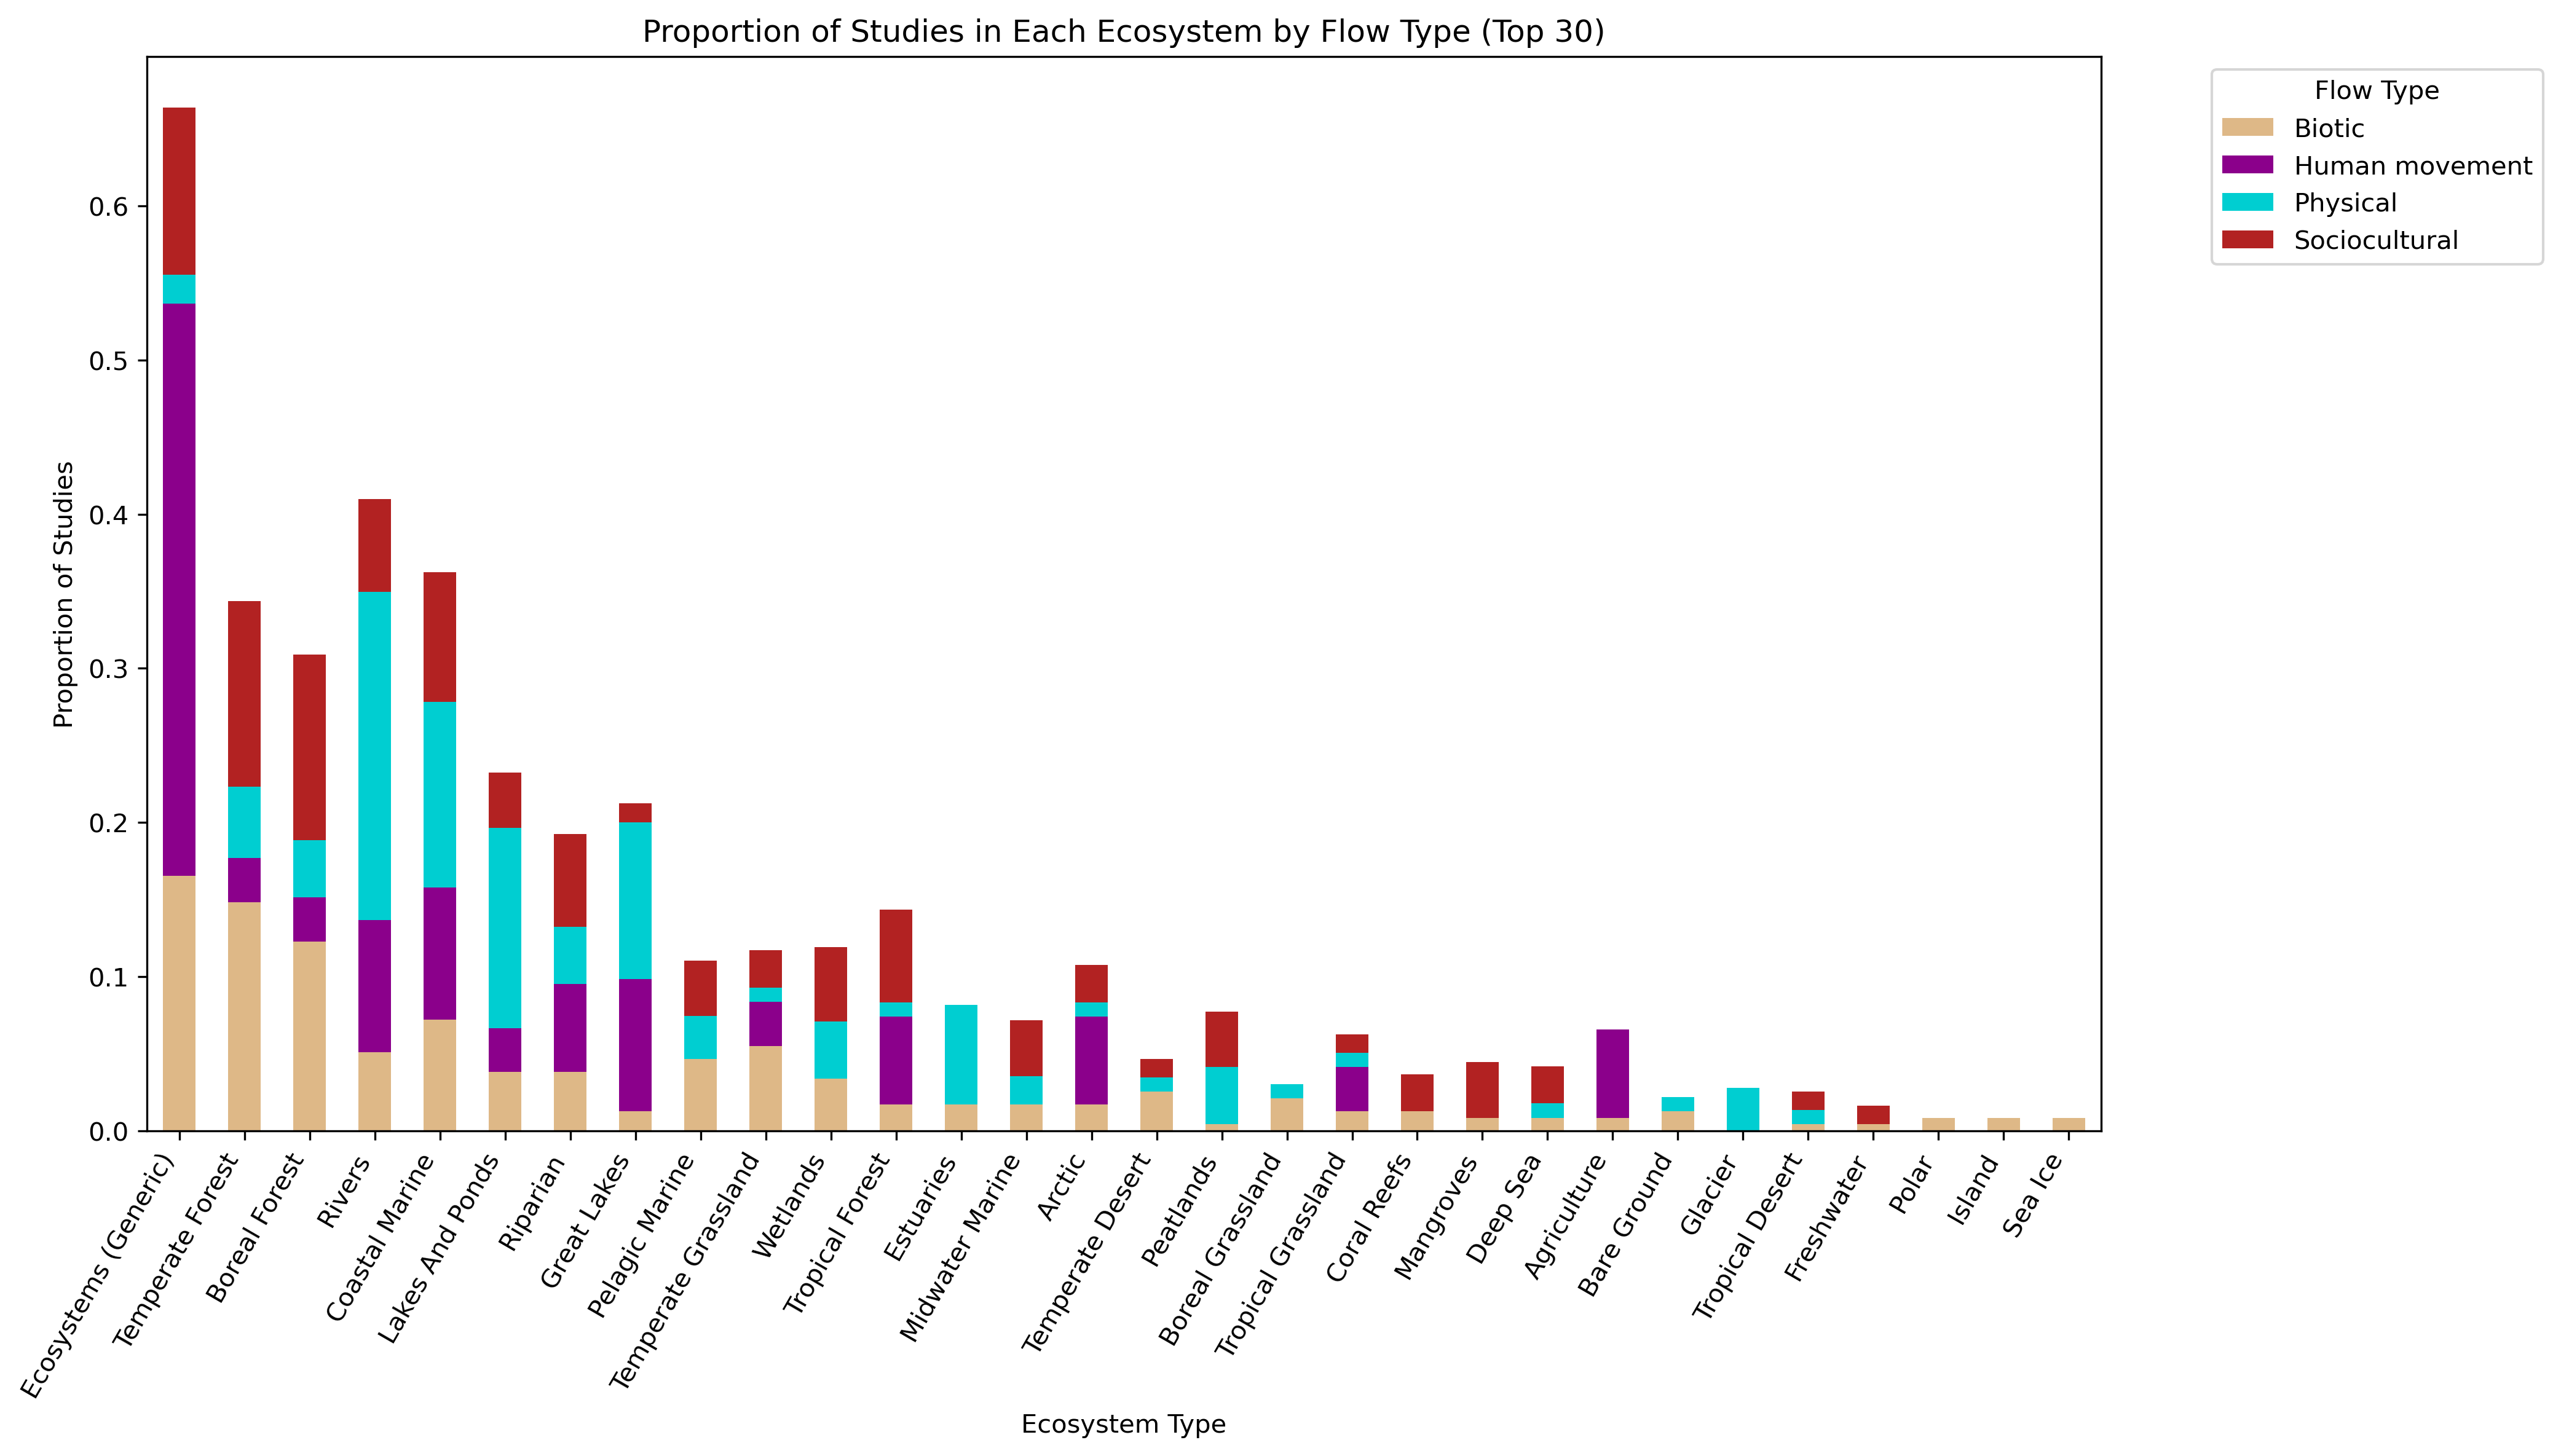 Proportion of Studies in Each Ecosystem by Flow Type (Top 30)
Flow Type
Biotic
Human movement
Physical
Sociocultural
Proportion of Studies
0.6
0.5
0.4
0.3
0.2
0.1
0.0
Ecosystems (Generic)
Temperate Forest
Boreal Forest
Rivers
Coastal Marine
Lakes And Ponds
Riparian
Great Lakes
Pelagic Marine
Temperate Grassland
Wetlands
Tropical Forest
Estuaries
Midwater Marine
Arctic
Temperate Desert
Peatlands
Boreal Grassland
Tropical Grassland
Coral Reefs
Mangroves
Deep Sea
Agriculture
Bare Ground
Glacier
Tropical Desert
Freshwater
Polar
Island
Sea Ice
Ecosystem Type